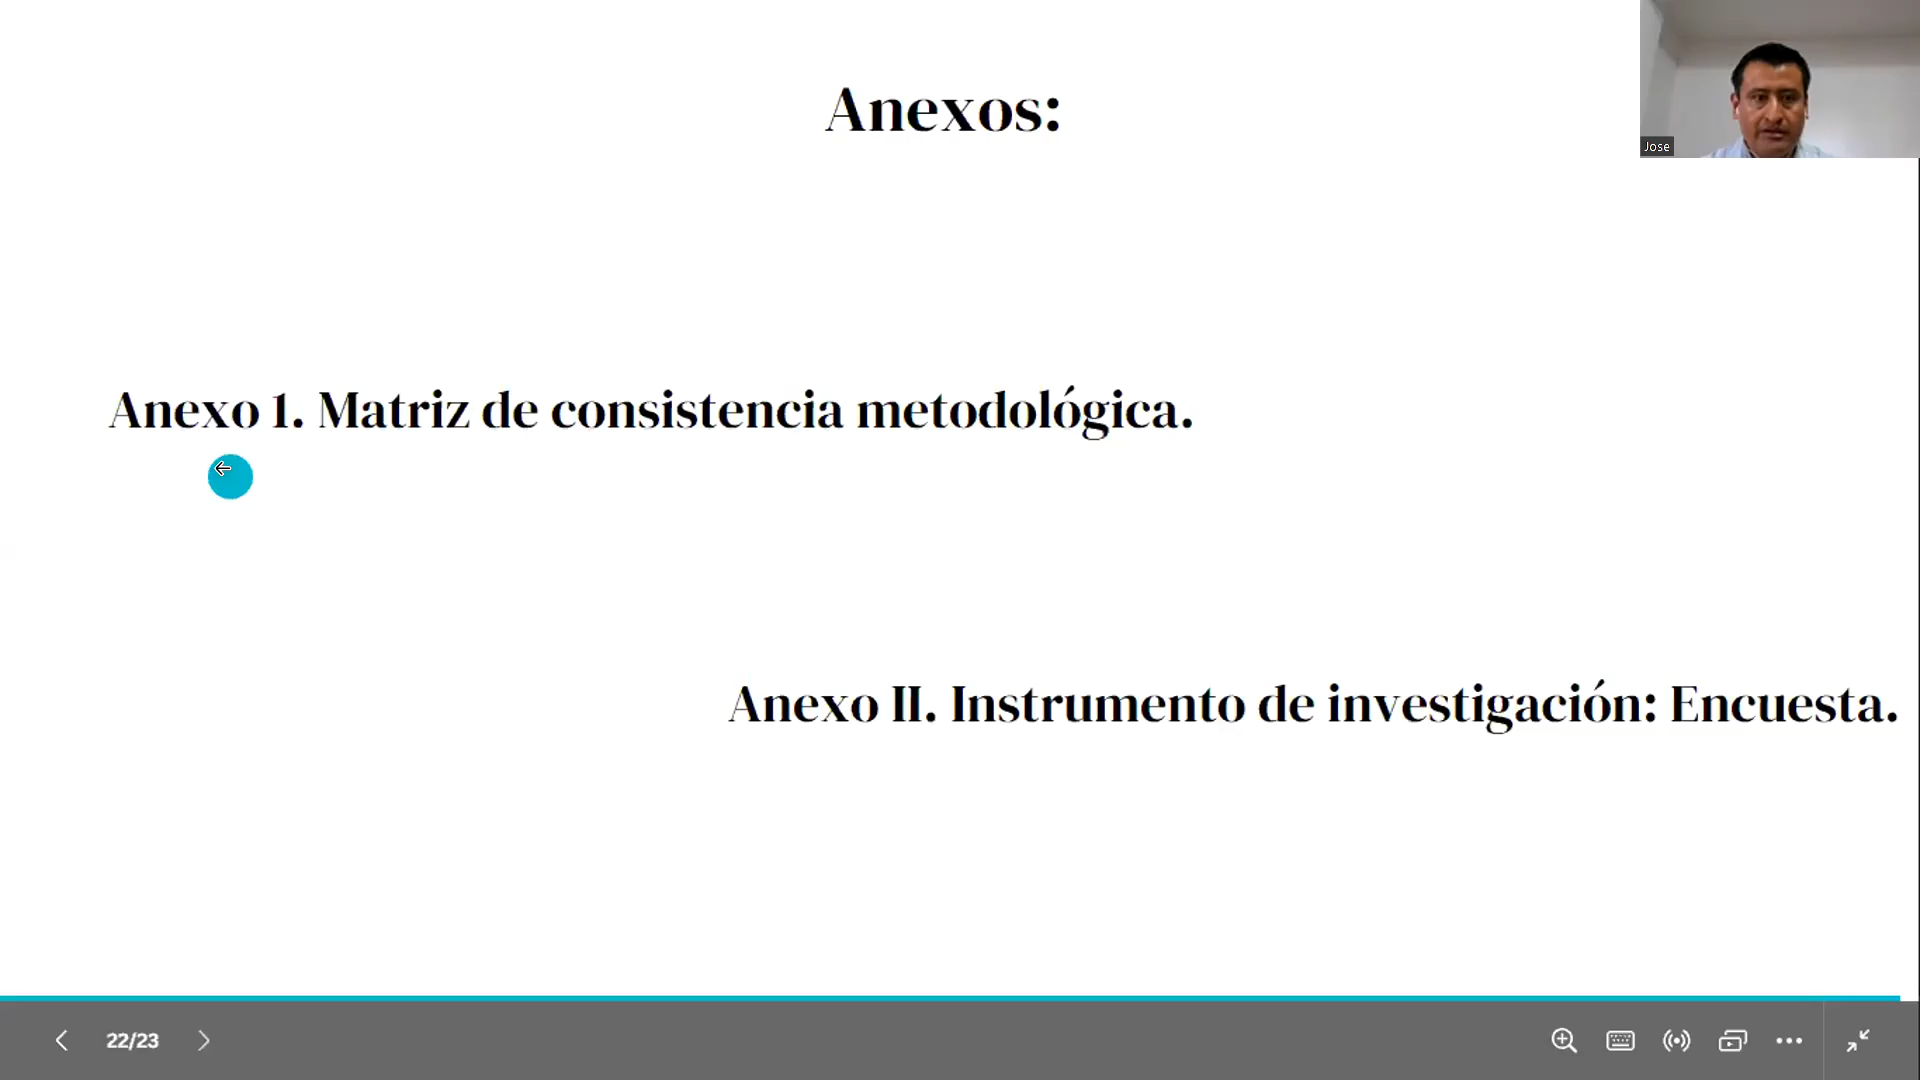 Anexos:
Jose
Anexo 1. Matriz de consistencia metodológica.
Anexo II. Instrumento de investigación: Encuesta.
22/23